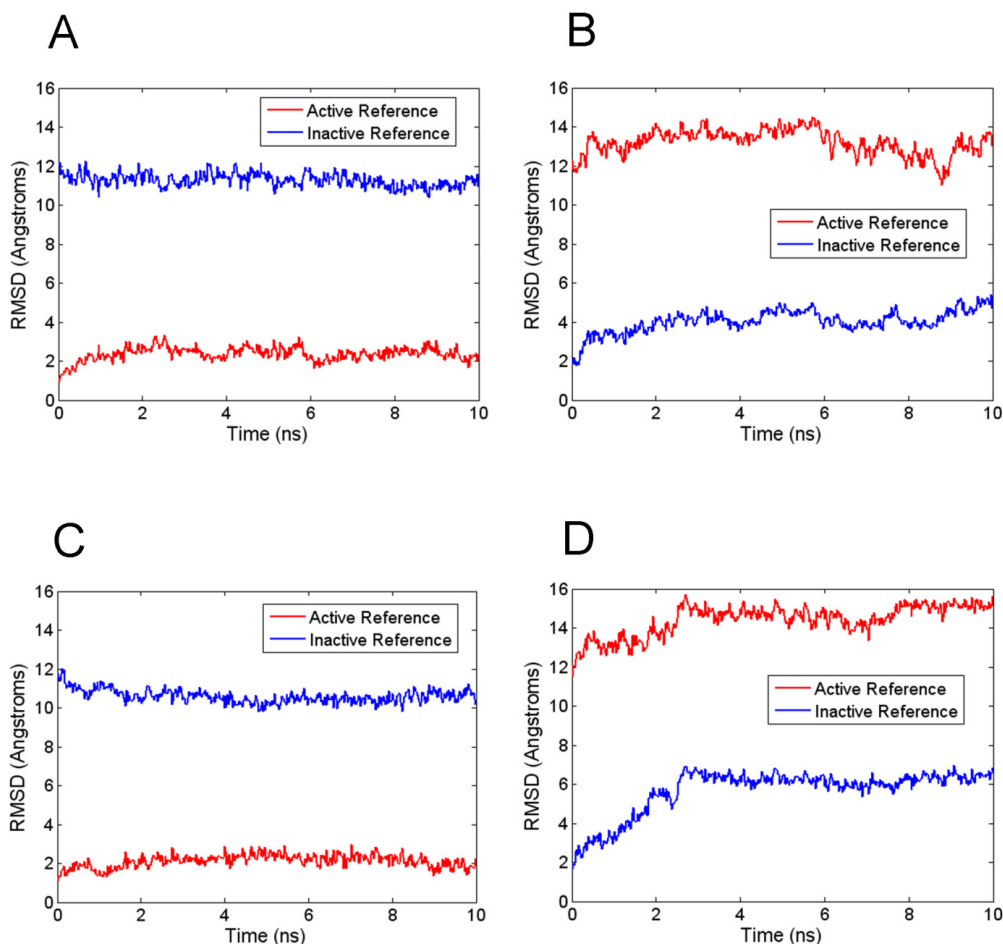 A
16
14
12
10
8
6
4
2
0
RMSD (Angstroms)
Active Reference
Inactive Reference
0 2 4 6 8 10
Time (ns)
B
16
14
12
10
8
6
4
2
0
RMSD (Angstroms)
Active Reference
Inactive Reference
0 2 4 6 8 10
Time (ns)
C
16
14
12
10
8
6
4
2
0
RMSD (Angstroms)
Active Reference
Inactive Reference
0 2 4 6 8 10
Time (ns)
D
16
14
12
10
8
6
4
2
0
RMSD (Angstroms)
Active Reference
Inactive Reference
0 2 4 6 8 10
Time (ns)